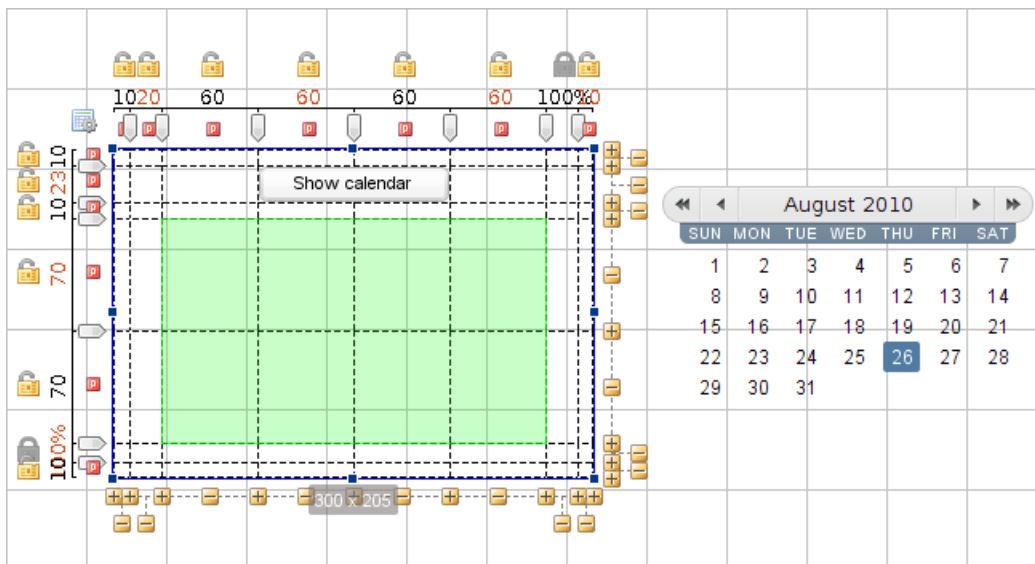 10 20 60 60 60 60 100%
10
23
10
70
70
100%
10
Show calendar
300 x 205
August 2010
SUN MON TUE WED THU FRI SAT
1 2 3 4 5 6 7
8 9 10 11 12 13 14
15 16 17 18 19 20 21
22 23 24 25 26 27 28
29 30 31